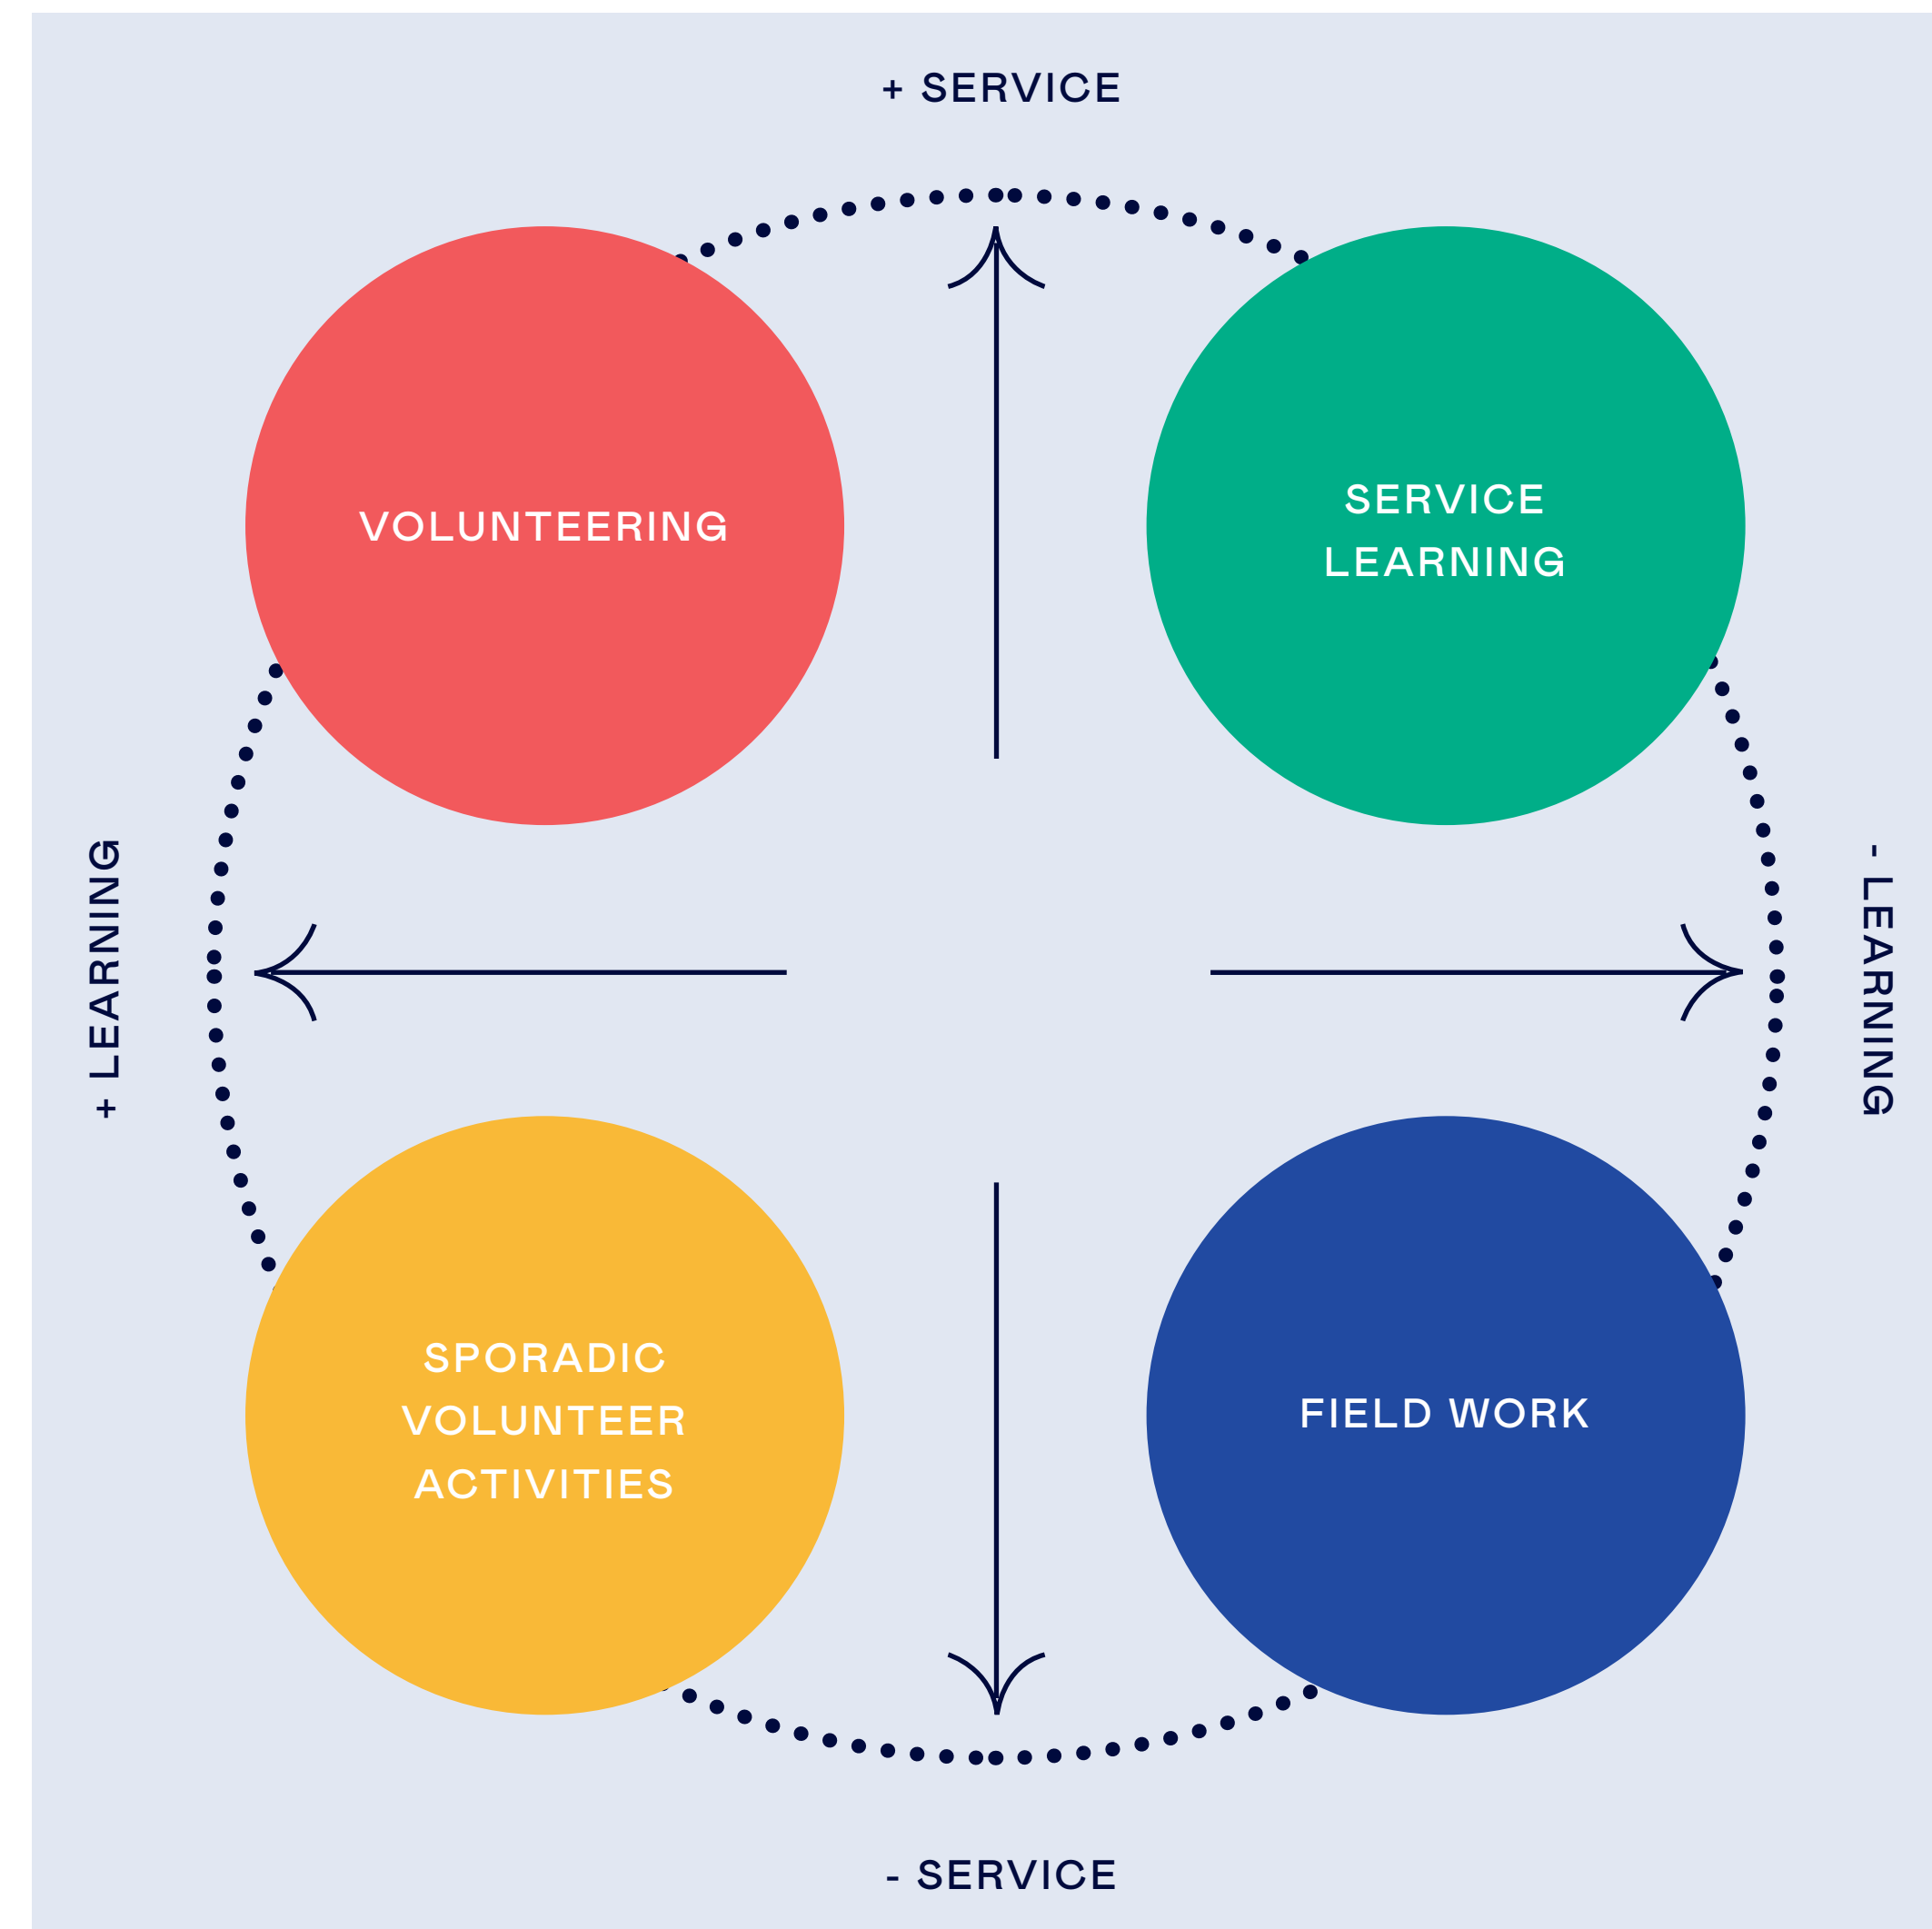 + SERVICE
VOLUNTEERING
SERVICE
LEARNING
+ LEARNING
- LEARNING
SPORADIC
VOLUNTEER
ACTIVITIES
FIELD WORK
- SERVICE